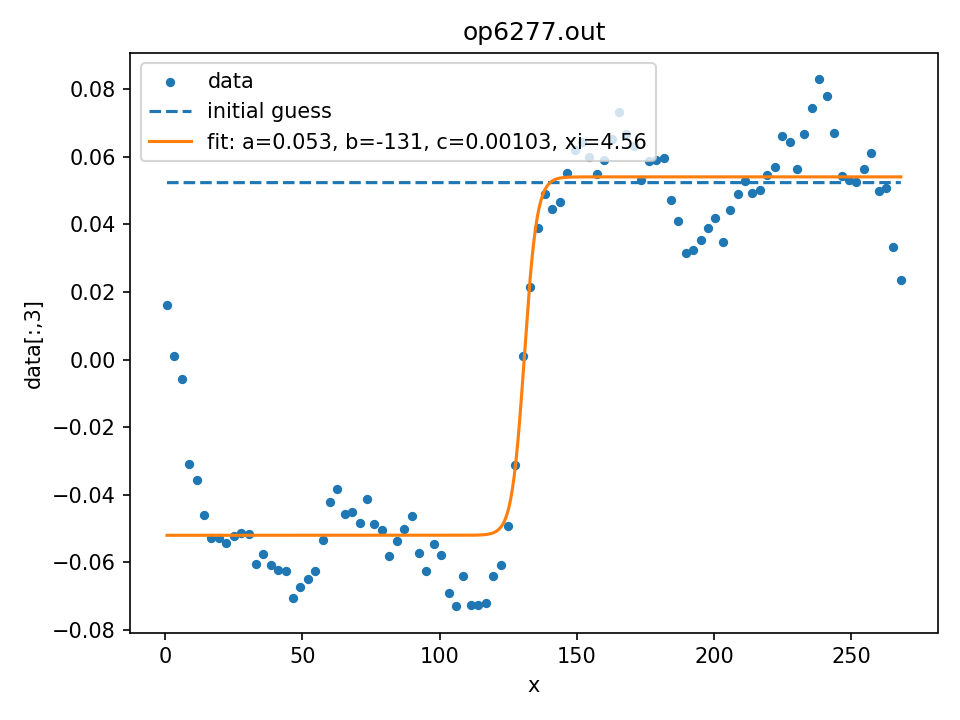 op6277.out
data
initial guess
fit: a=0.053, b=-131, c=0.00103, xi=4.56
0.08
0.06
0.04
0.02
0.00
−0.02
−0.04
−0.06
−0.08
data[:,3]
0 50 100 150 200 250
x